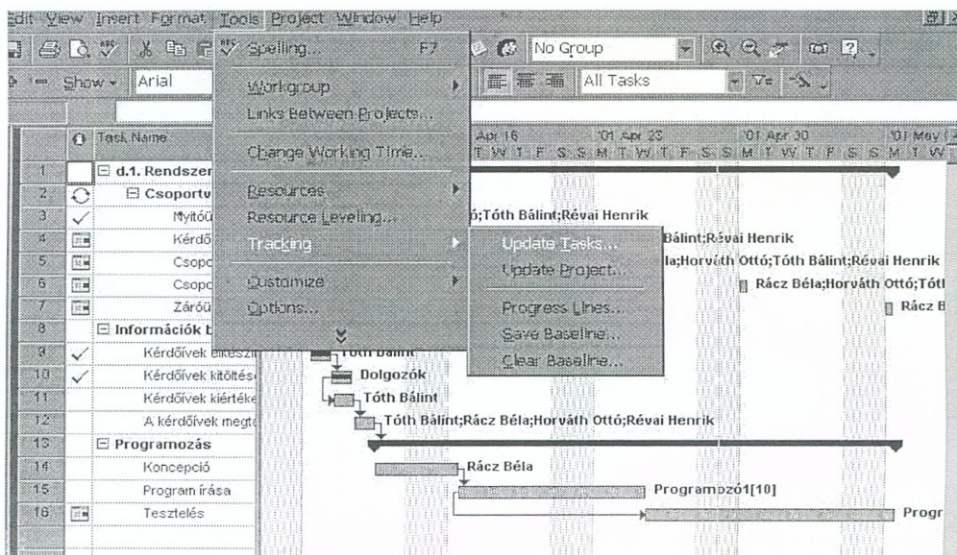 Edit View Insert Format Tools Project Window Help
Spelling... F7
No Group
Show Arial
All Tasks
Workgroup
Links Between Projects...
Change Working Time...
Resources
Resource Leveling...
Tracking
Customize
Options...
Update Tasks...
Update Project...
Progress Lines...
Save Baseline...
Clear Baseline...
Task Name
Apr 16 '01 Apr 23 '01 Apr 30 '01 May
T W T F S S M T W T F S S M T W T F S S M T W
1 d.1. Rendszer
2 Csoportv
3 Nyitóü ó;Tóth Bálint;Révai Henrik
4 Kérdő Bálint;Révai Henrik
5 Csopo la;Horváth Ottó;Tóth Bálint;Révai Henrik
6 Csopo Rácz Béla;Horváth Ottó;Tótl
7 Záróü Rácz B
8 Információk b
9 Kérdőívek elkészí Tóth Bálint
10 Kérdőívek kitöltés Dolgozók
11 Kérdőívek kiértéke Tóth Bálint
12 A kérdőívek megta Tóth Bálint;Rácz Béla;Horváth Ottó;Révai Henrik
13 Programozás
14 Koncepció Rácz Béla
15 Program írása Programozó1[10]
16 Tesztelés Progr